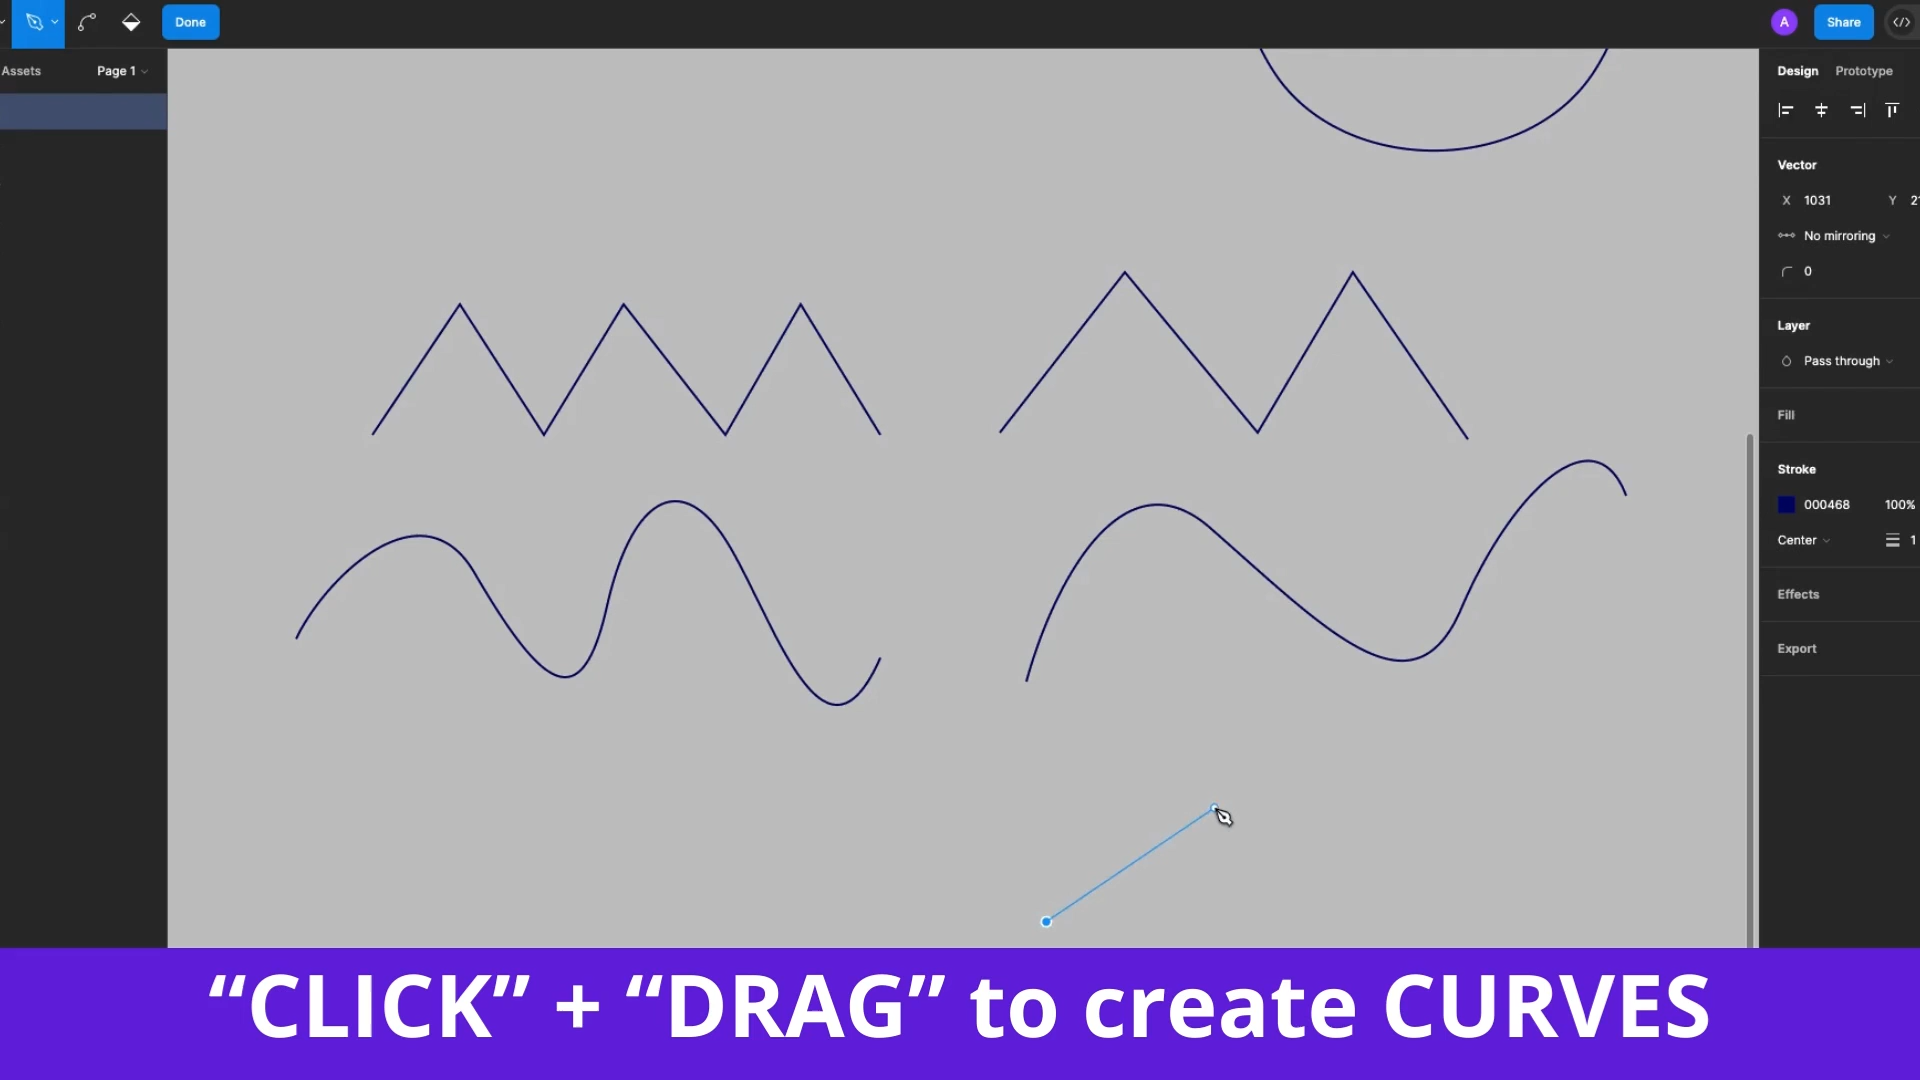 Done
A
Share
Assets
Page 1
Design
Prototype
Vector
X 1031
Y
No mirroring
0
Layer
Pass through
Fill
Stroke
000468
100%
Center
1
Effects
Export
“CLICK” + “DRAG” to create CURVES